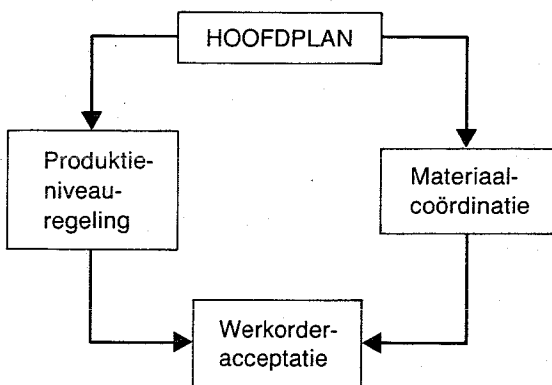 HOOFDPLAN
Produktie-
niveau-
regeling
Materiaal-
coördinatie
Werkorder-
acceptatie